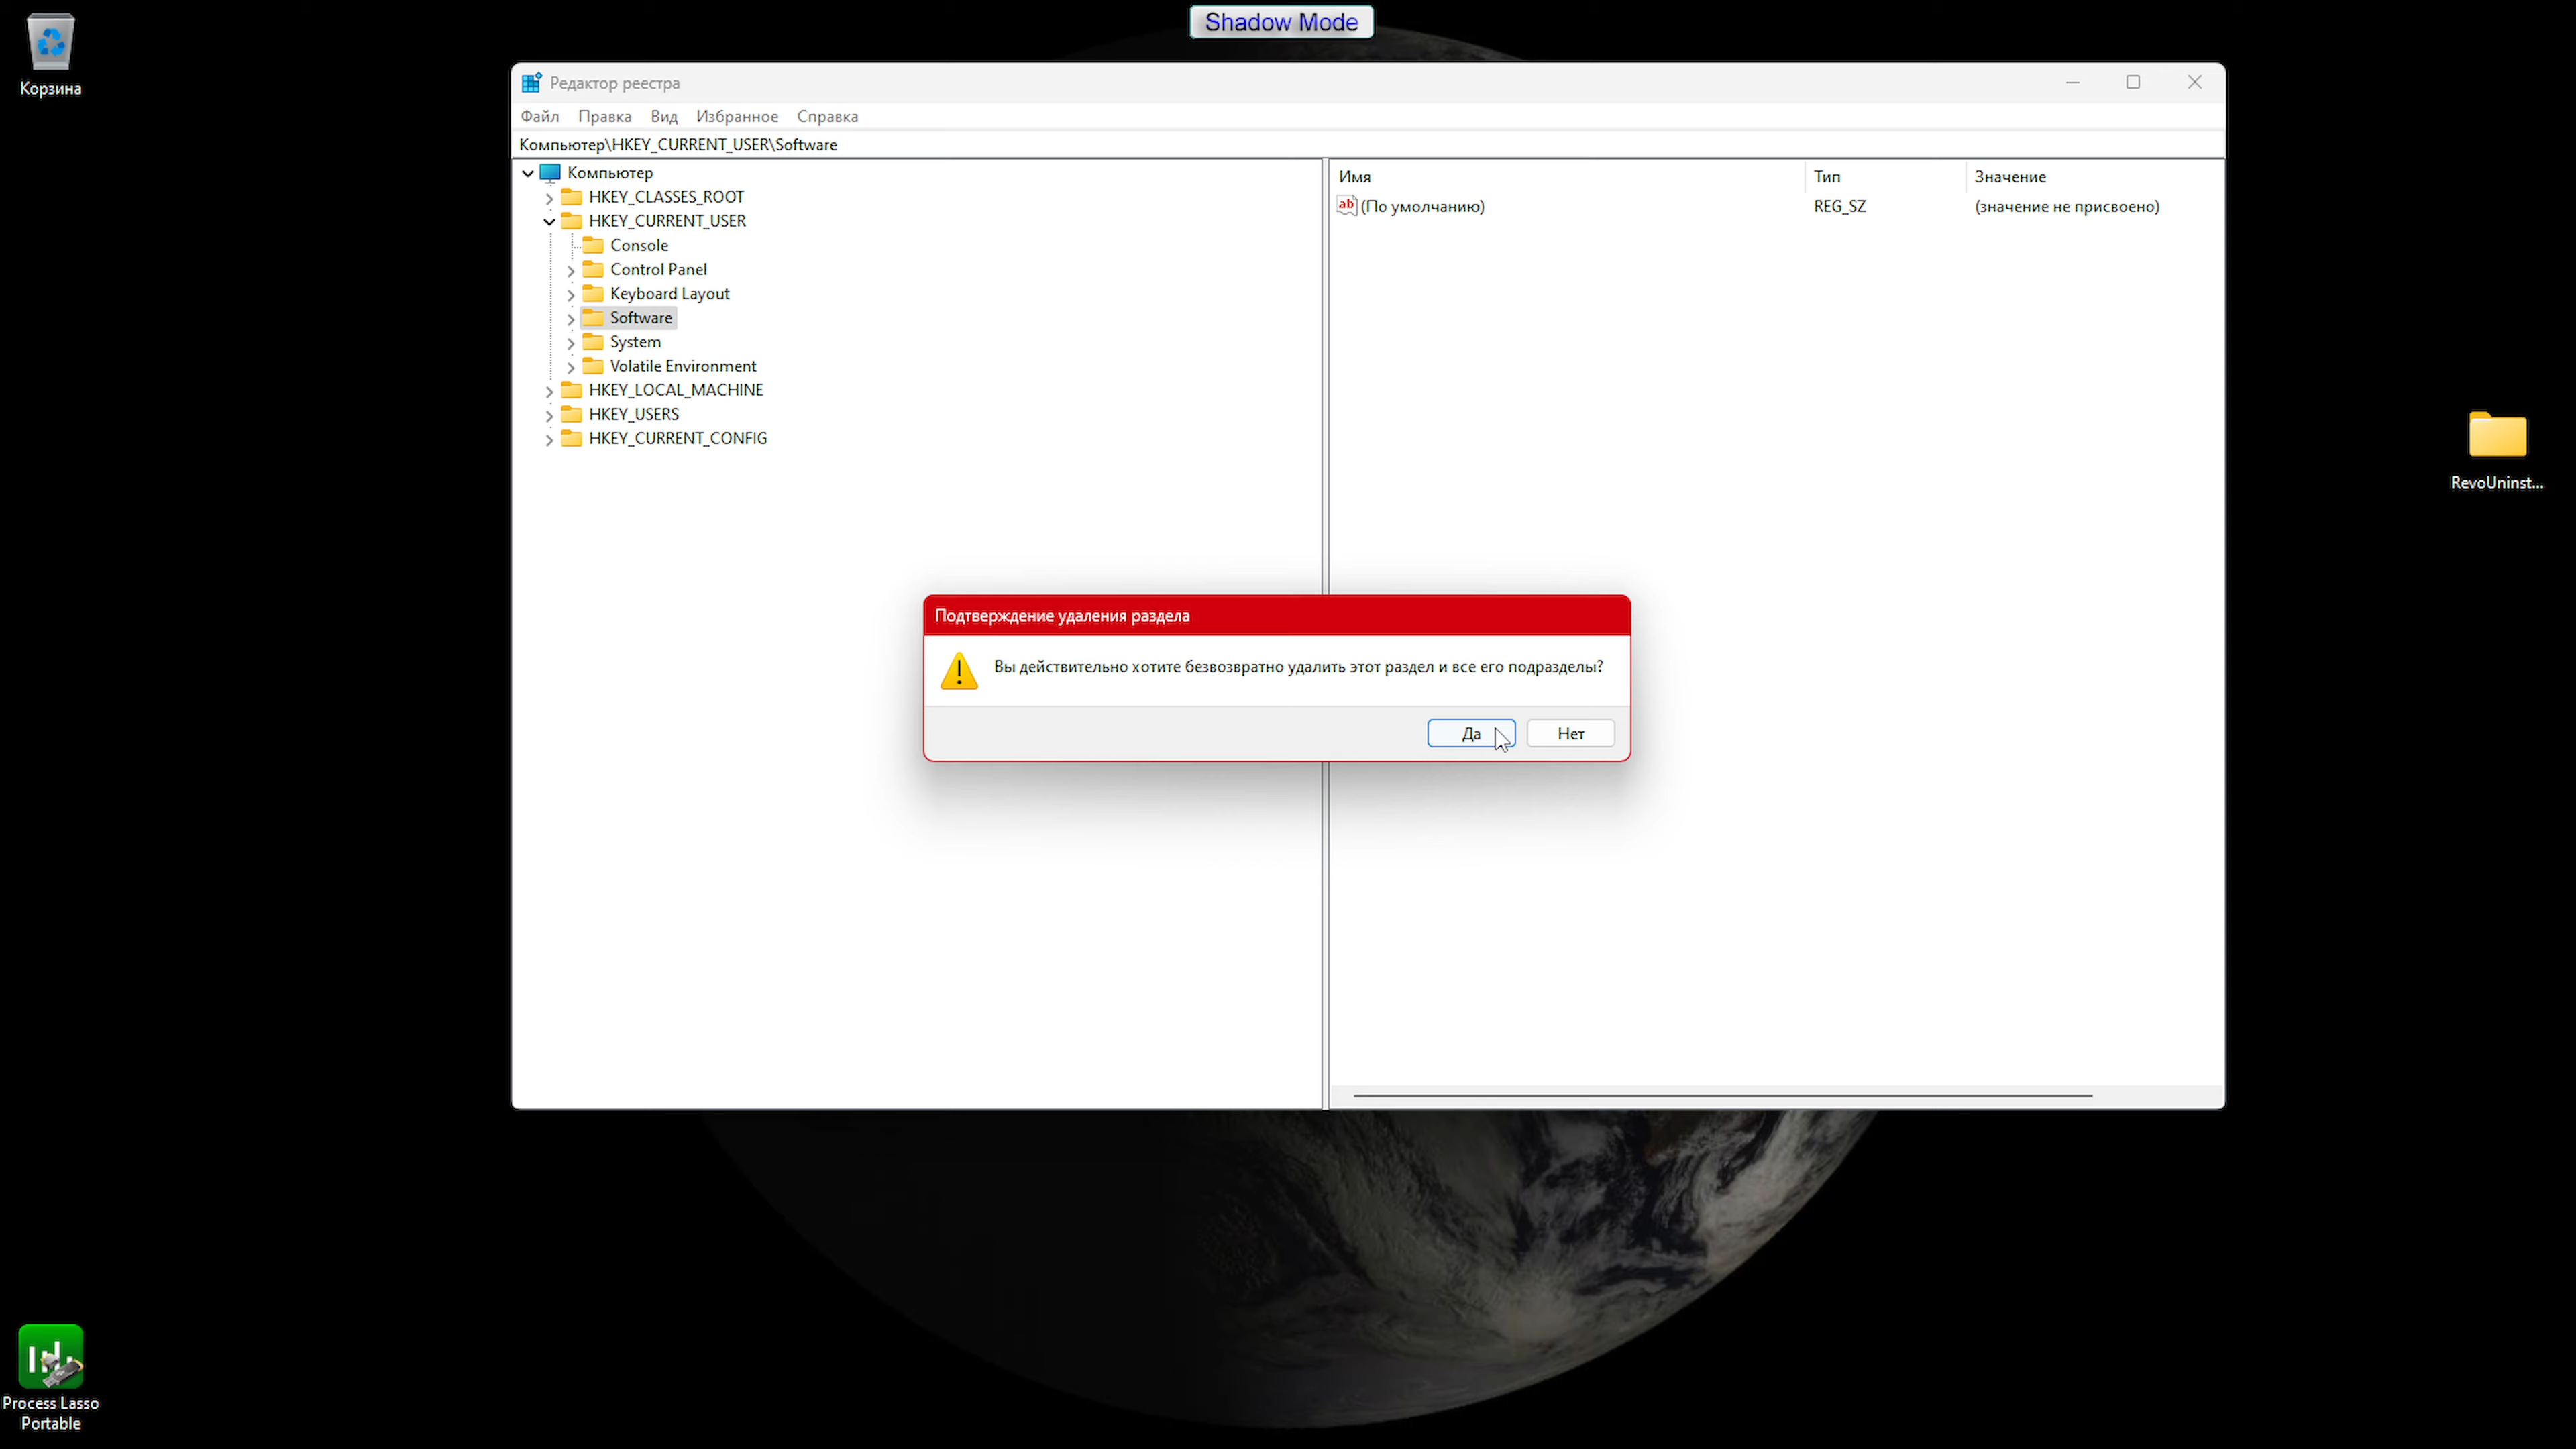 Shadow Mode
Корзина
Редактор реестра
Файл Правка Вид Избранное Справка
Компьютер\HKEY_CURRENT_USER\Software
Компьютер
HKEY_CLASSES_ROOT
HKEY_CURRENT_USER
Console
Control Panel
Keyboard Layout
Software
System
Volatile Environment
HKEY_LOCAL_MACHINE
HKEY_USERS
HKEY_CURRENT_CONFIG
Имя Тип Значение
ab (По умолчанию) REG_SZ (значение не присвоено)
RevoUninst...
Подтверждение удаления раздела
Вы действительно хотите безвозвратно удалить этот раздел и все его подразделы?
Да Нет
Process Lasso
Portable